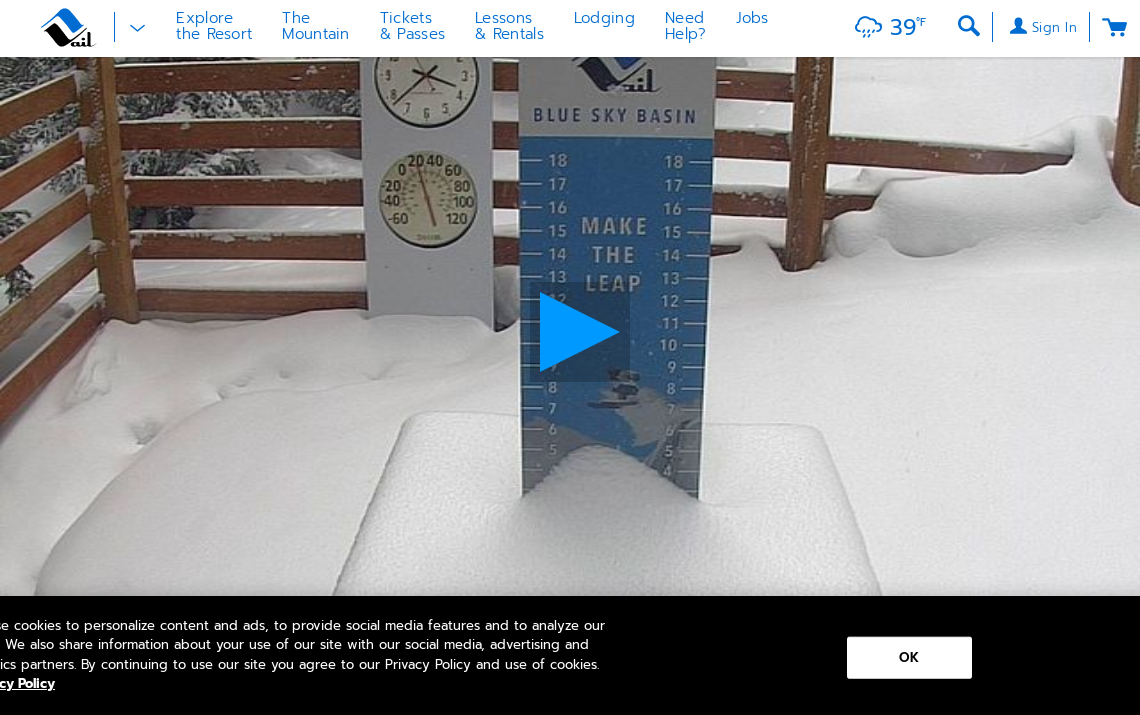 ail
Explore
the Resort
The
Mountain
Tickets
& Passes
Lessons
& Rentals
Lodging
Need
Help?
Jobs
39°F
Sign In
ail
BLUE SKY BASIN
3
9
8
4
7
6
5
20 40
0 60
-20 80
-40 100
-60 120
18 18
17 17
16 16
15 15
14 14
13 13
12 12
11
10
9
8 8
7 7
6 6
5 5
4
MAKE
THE
LEAP
se cookies to personalize content and ads, to provide social media features and to analyze our
We also share information about your use of our site with our social media, advertising and
ics partners. By continuing to use our site you agree to our Privacy Policy and use of cookies.
cy Policy
OK